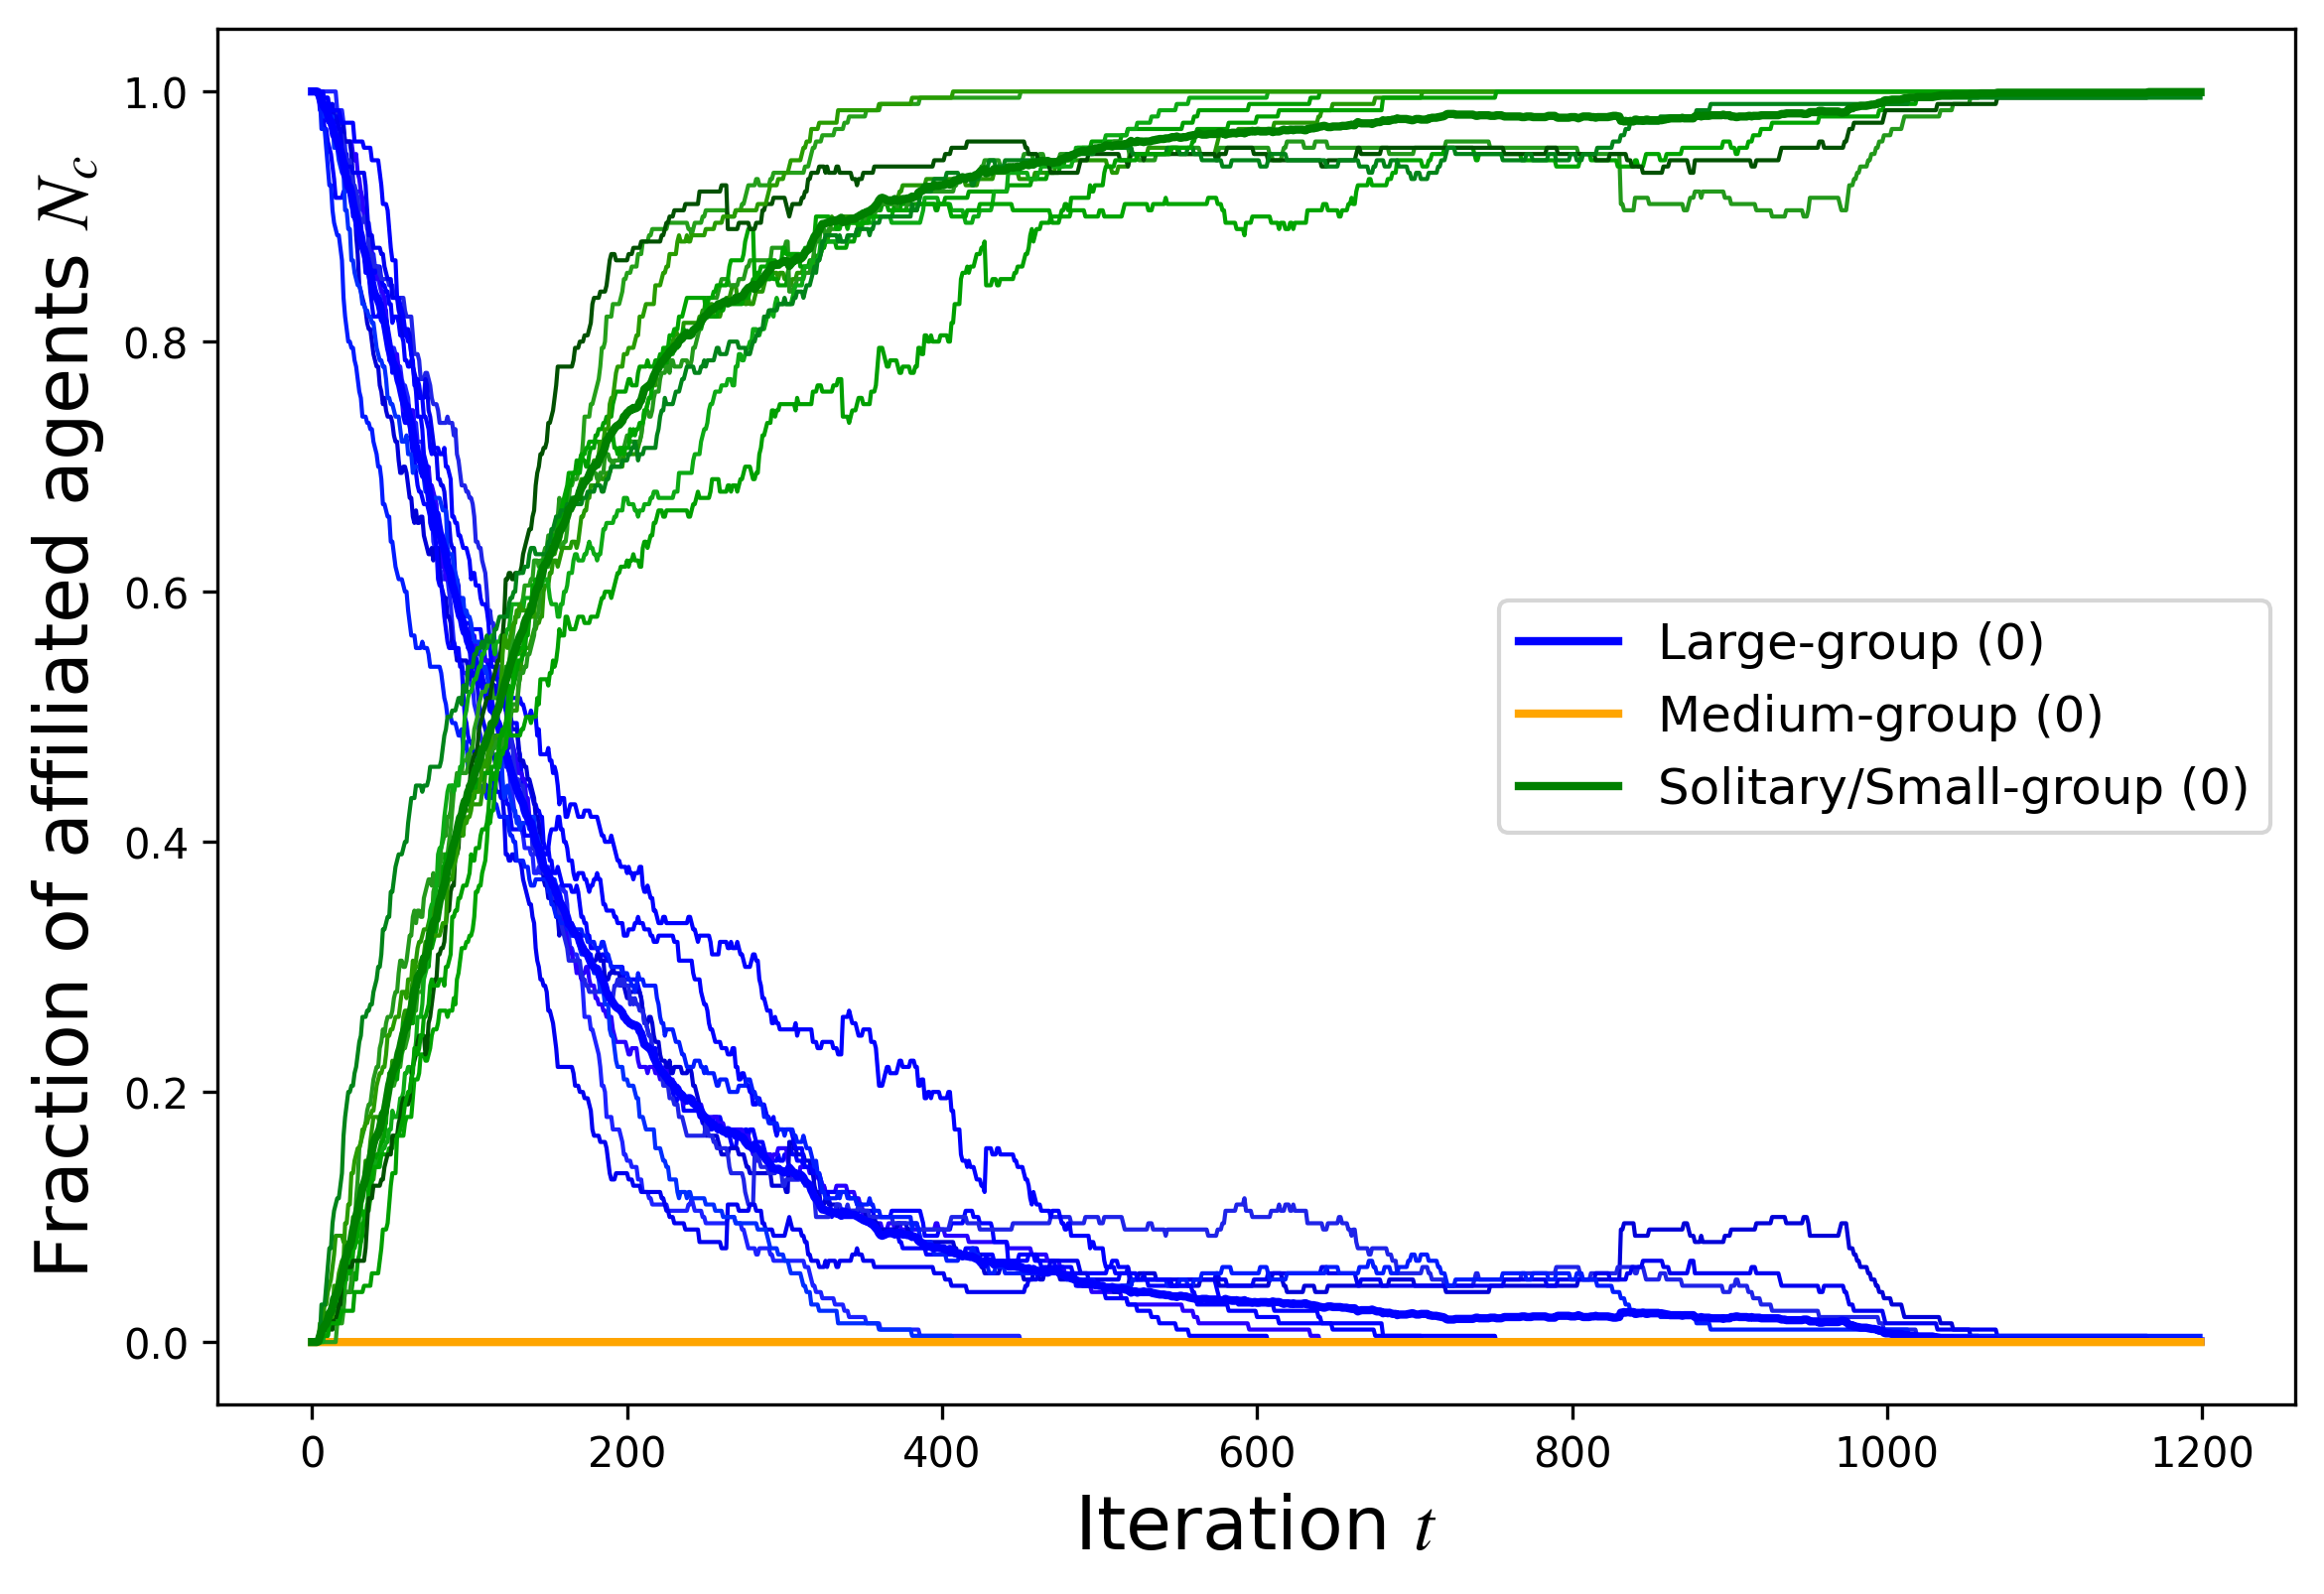 Fraction of affiliated agents N_c
1.0
0.8
0.6
0.4
0.2
0.0
Large-group (0)
Medium-group (0)
Solitary/Small-group (0)
0 200 400 600 800 1000 1200
Iteration t